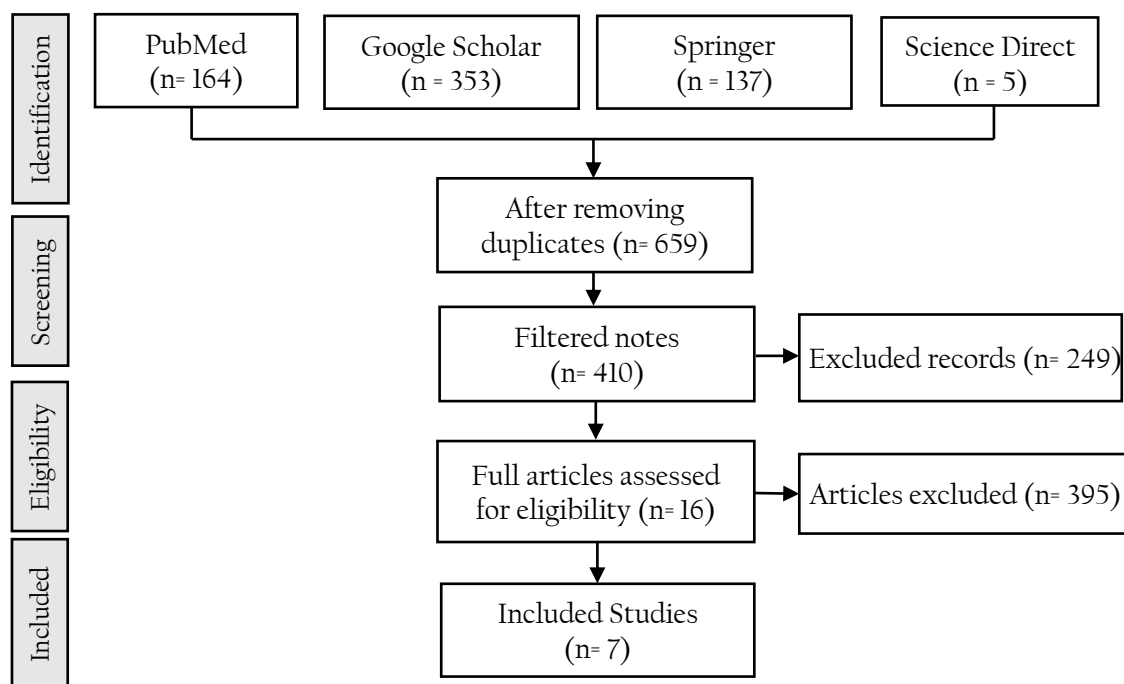 Identification
PubMed
(n= 164)
Google Scholar
(n = 353)
Springer
(n = 137)
Science Direct
(n = 5)
After removing
duplicates (n= 659)
Screening
Filtered notes
(n= 410)
Excluded records (n= 249)
Eligibility
Full articles assessed
for eligibility (n= 16)
Articles excluded (n= 395)
Included
Included Studies
(n= 7)